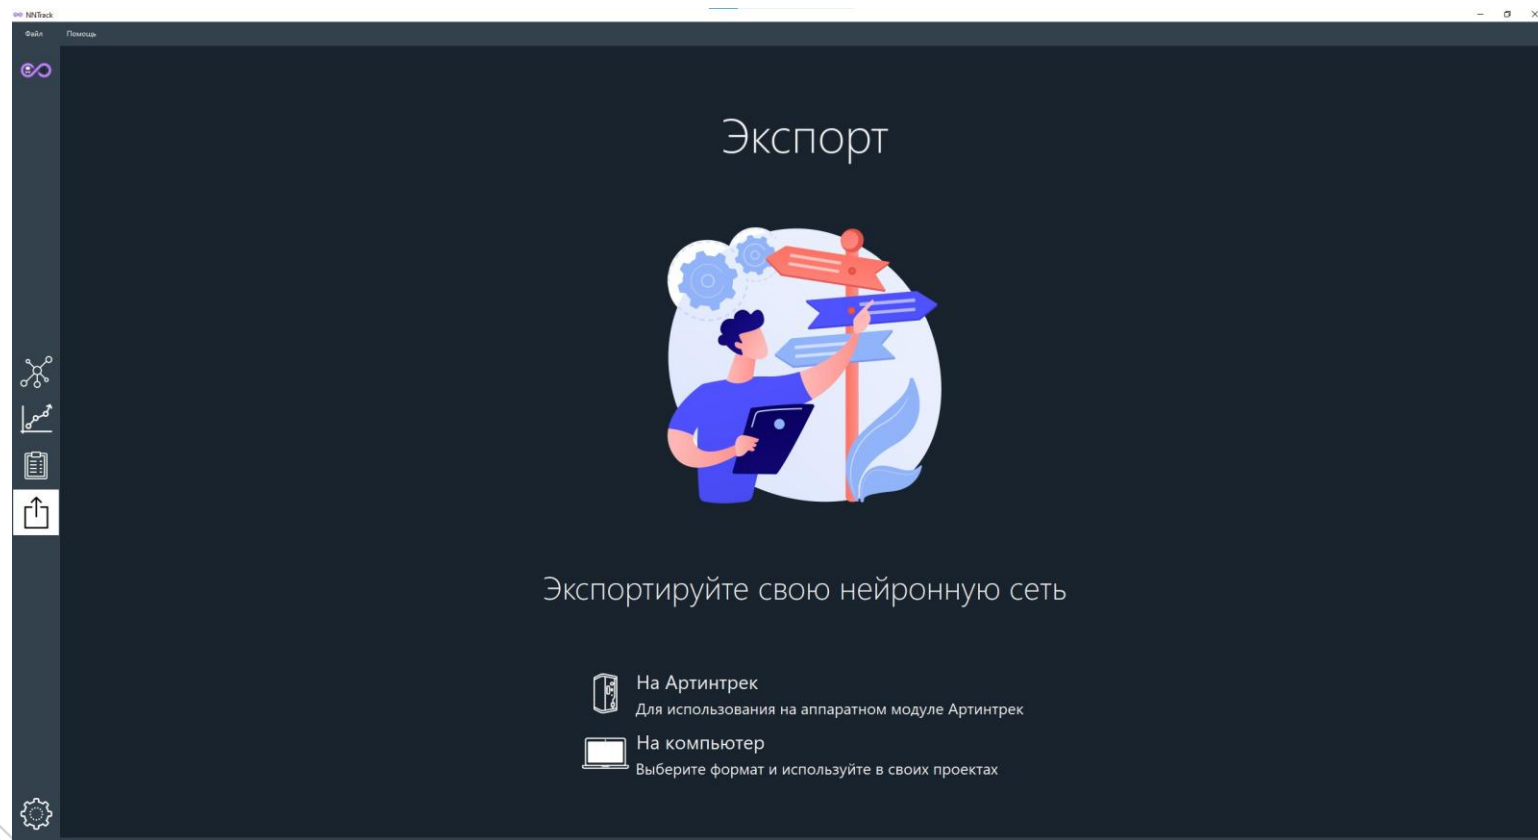 NNTrack
Файл Помощь
Экспорт
Экспортируйте свою нейронную сеть
На Артинтрек
Для использования на аппаратном модуле Артинтрек
На компьютер
Выберите формат и используйте в своих проектах